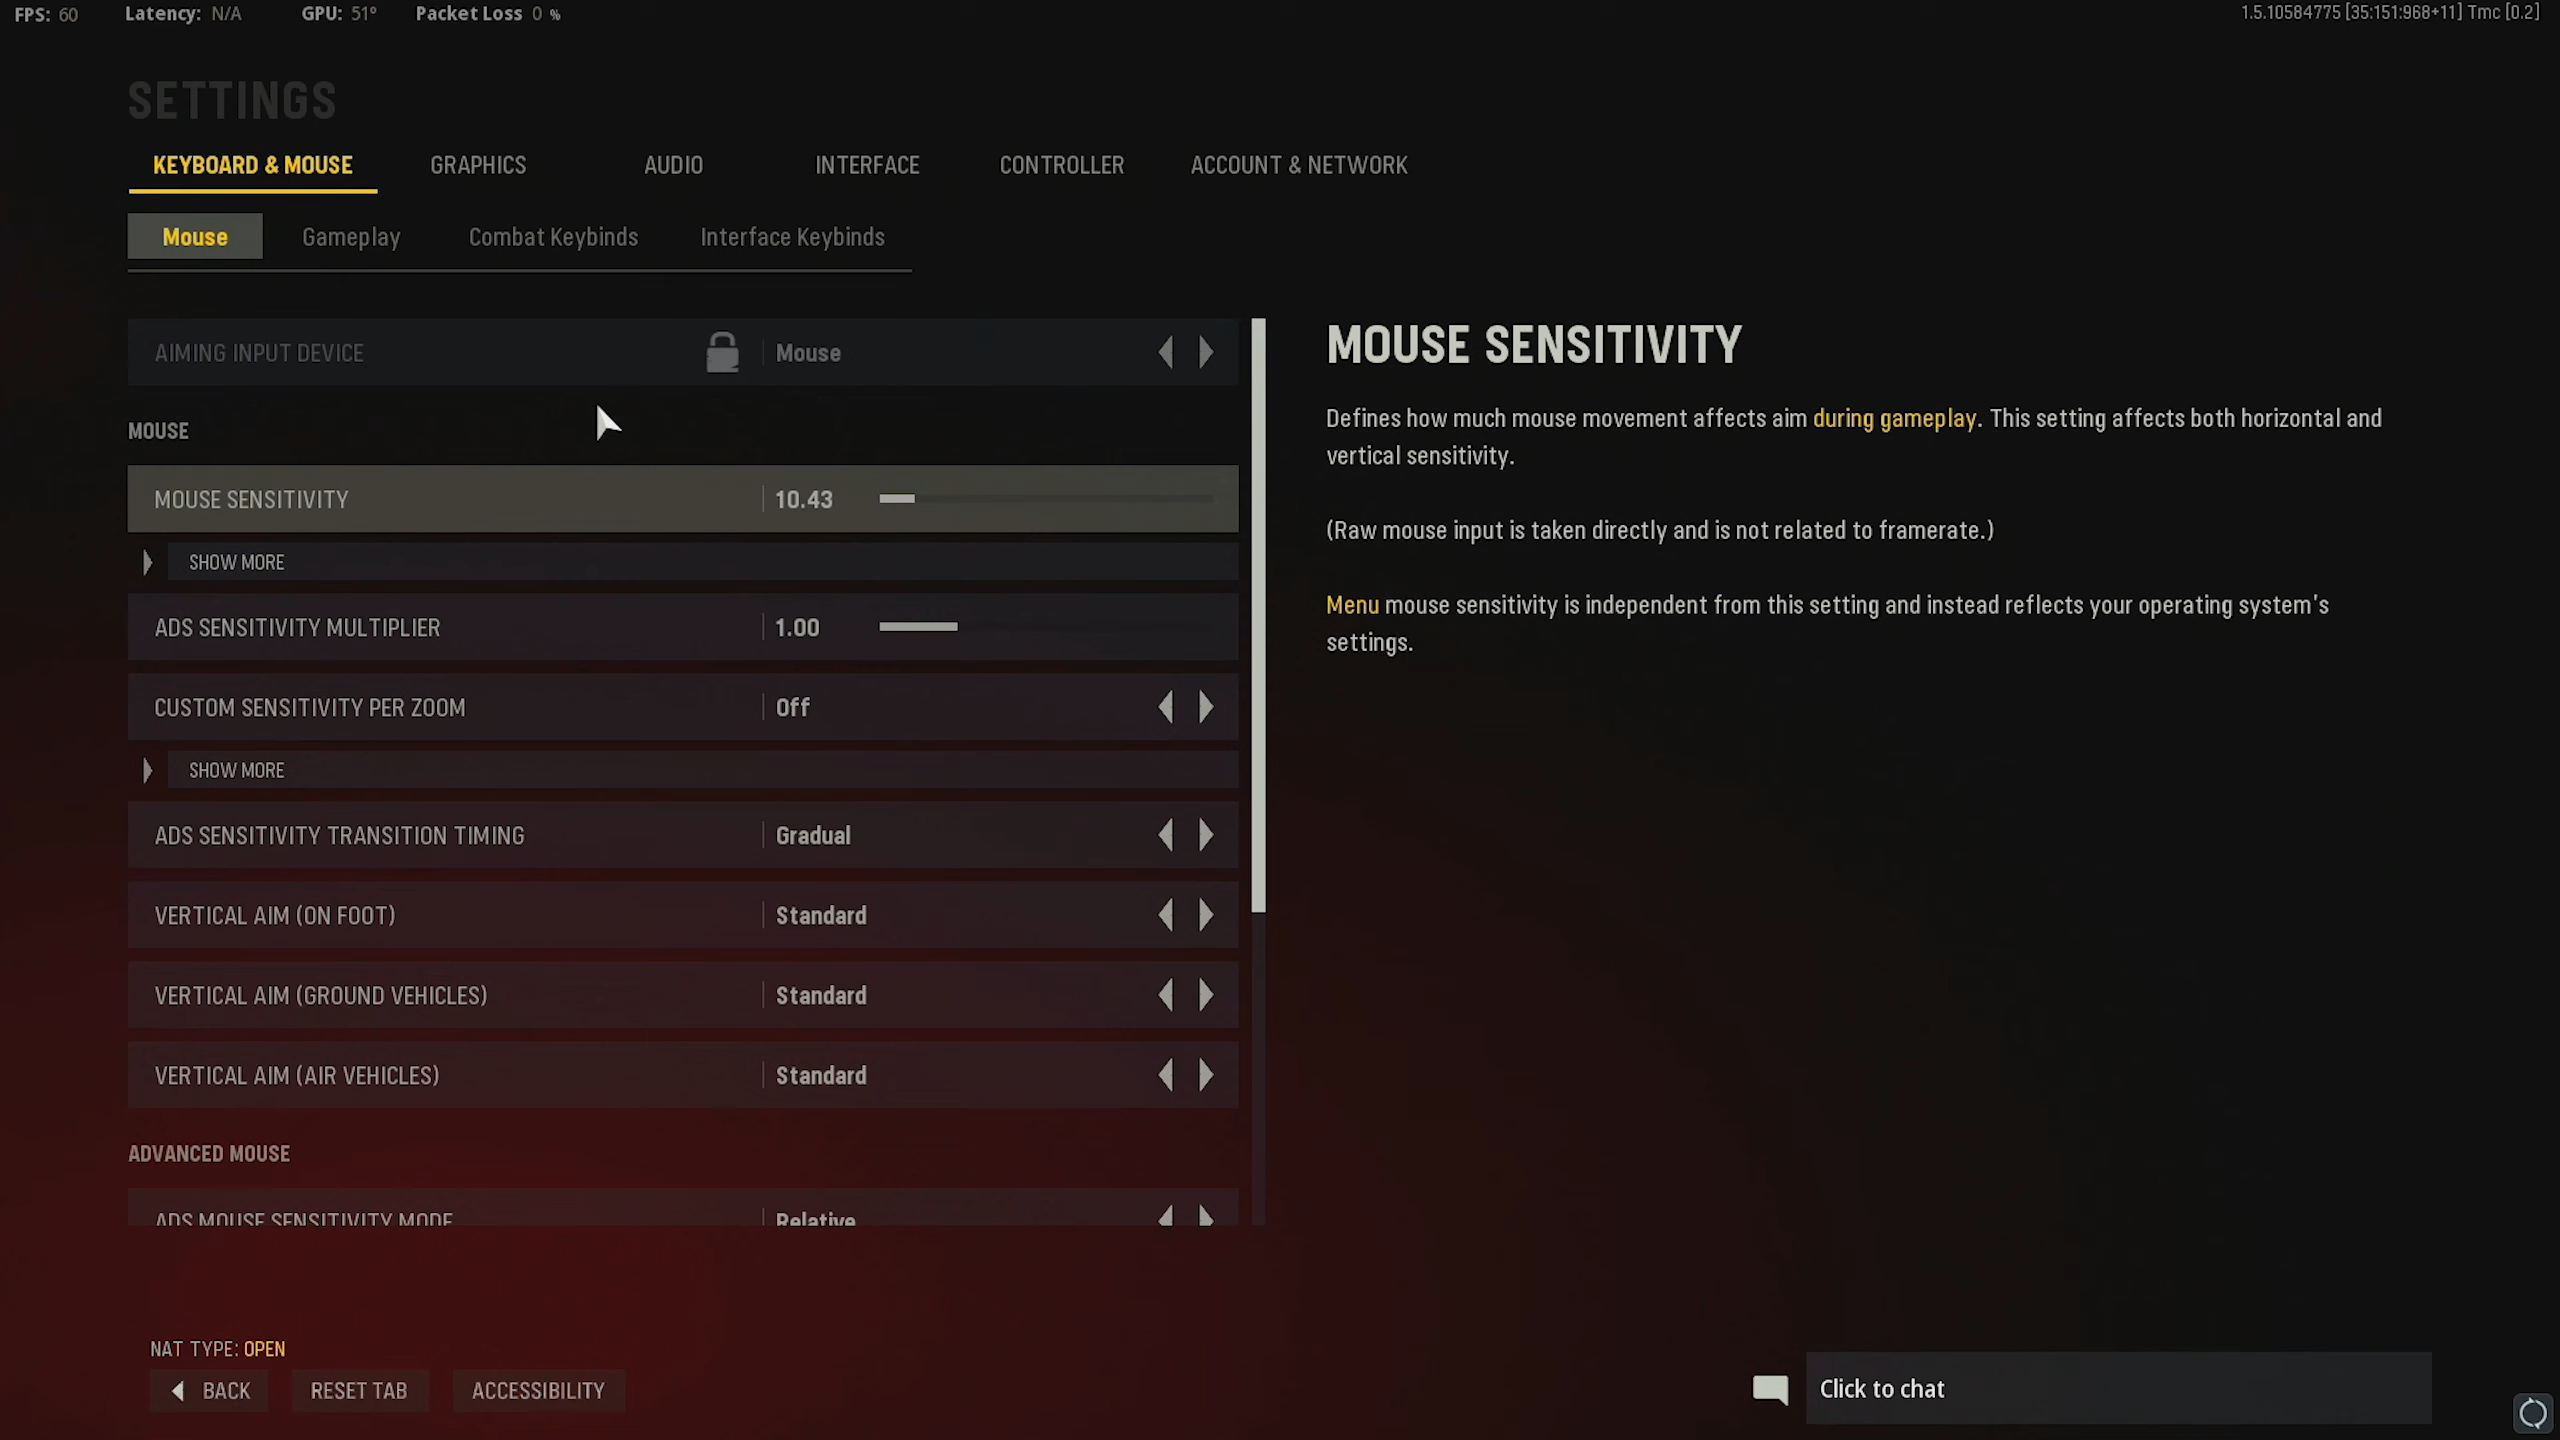 FPS: 60 Latency: N/A GPU: 51° Packet Loss 0 % 1.5.10584775 [35:151:968+11] Tmc [0.2]
SETTINGS
KEYBOARD & MOUSE GRAPHICS AUDIO INTERFACE CONTROLLER ACCOUNT & NETWORK
Mouse Gameplay Combat Keybinds Interface Keybinds
AIMING INPUT DEVICE Mouse
MOUSE
MOUSE SENSITIVITY 10.43
SHOW MORE
ADS SENSITIVITY MULTIPLIER 1.00
CUSTOM SENSITIVITY PER ZOOM Off
SHOW MORE
ADS SENSITIVITY TRANSITION TIMING Gradual
VERTICAL AIM (ON FOOT) Standard
VERTICAL AIM (GROUND VEHICLES) Standard
VERTICAL AIM (AIR VEHICLES) Standard
ADVANCED MOUSE
ADS MOUSE SENSITIVITY MODE Relative
MOUSE SENSITIVITY
Defines how much mouse movement affects aim during gameplay. This setting affects both horizontal and
vertical sensitivity.
(Raw mouse input is taken directly and is not related to framerate.)
Menu mouse sensitivity is independent from this setting and instead reflects your operating system's
settings.
NAT TYPE: OPEN
BACK RESET TAB ACCESSIBILITY
Click to chat